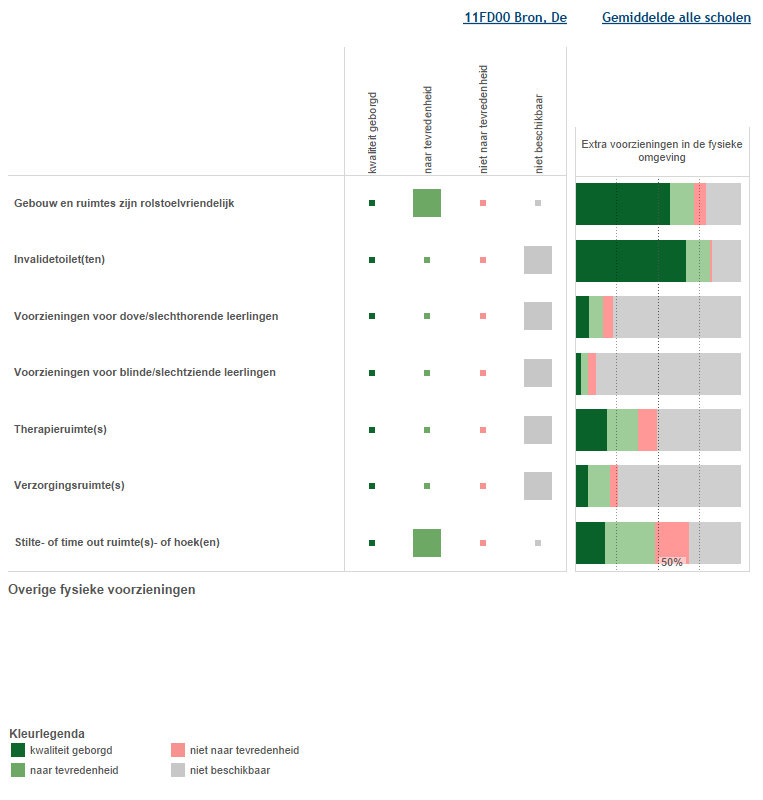 11FD00 Bron, De
Gemiddelde alle scholen
kwaliteit geborgd
naar tevredenheid
niet naar tevredenheid
niet beschikbaar
Extra voorzieningen in de fysieke
omgeving
Gebouw en ruimtes zijn rolstoelvriendelijk
Invalidetoilet(ten)
Voorzieningen voor dove/slechthorende leerlingen
Voorzieningen voor blinde/slechtziende leerlingen
Therapieruimte(s)
Verzorgingsruimte(s)
Stilte- of time out ruimte(s)- of hoek(en)
50%
Overige fysieke voorzieningen
Kleurlegenda
kwaliteit geborgd
niet naar tevredenheid
naar tevredenheid
niet beschikbaar